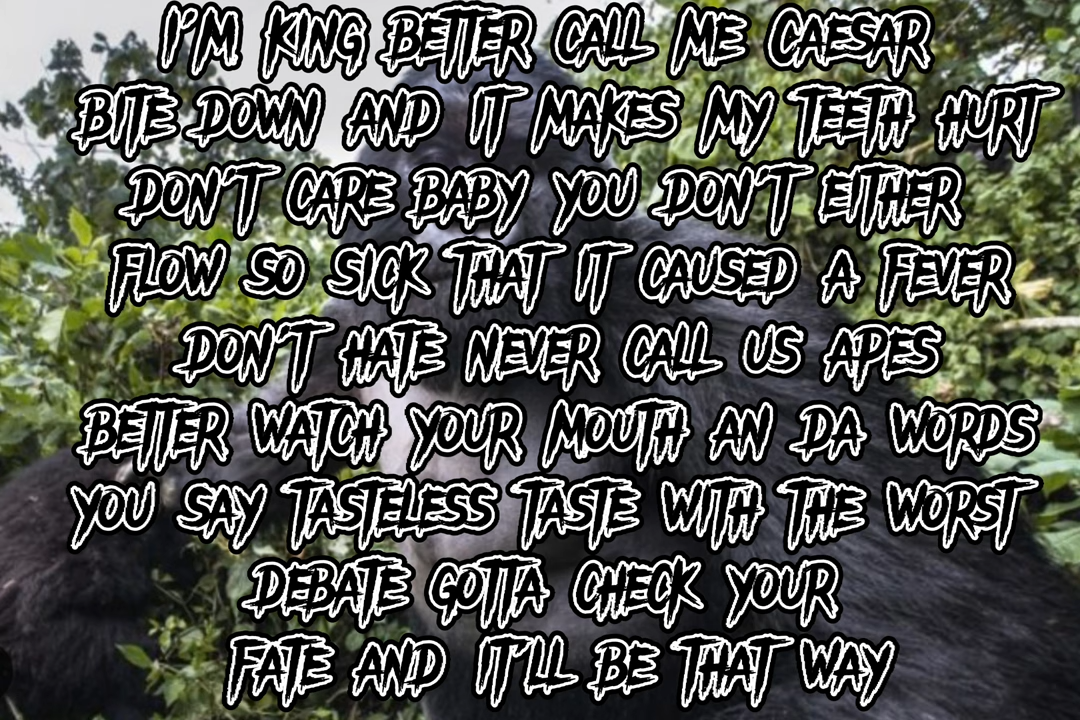 I'M KING BETTER CALL ME CAESAR
BITE DOWN AND IT MAKES MY TEETH HURT
DON'T CARE BABY YOU DON'T EITHER
FLOW SO SICK THAT IT CAUSED A FEVER
DON'T HATE NEVER CALL US APES
BETTER WATCH YOUR MOUTH AN DA WORDS
YOU SAY TASTELESS TASTE WITH THE WORST
DEBATE GOTTA CHECK YOUR
FATE AND IT'LL BE THAT WAY